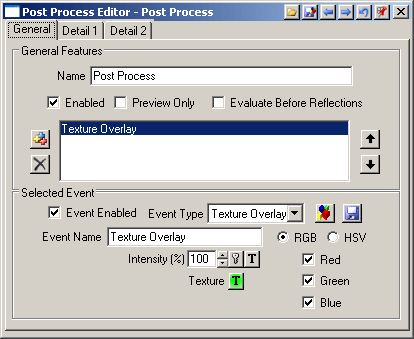 Post Process Editor - Post Process
General Detail 1 Detail 2
General Features
Name Post Process
Enabled Preview Only Evaluate Before Reflections
Texture Overlay
Selected Event
Event Enabled Event Type Texture Overlay
Event Name Texture Overlay RGB HSV
Intensity (%) 100 T Red
Texture T Green
Blue